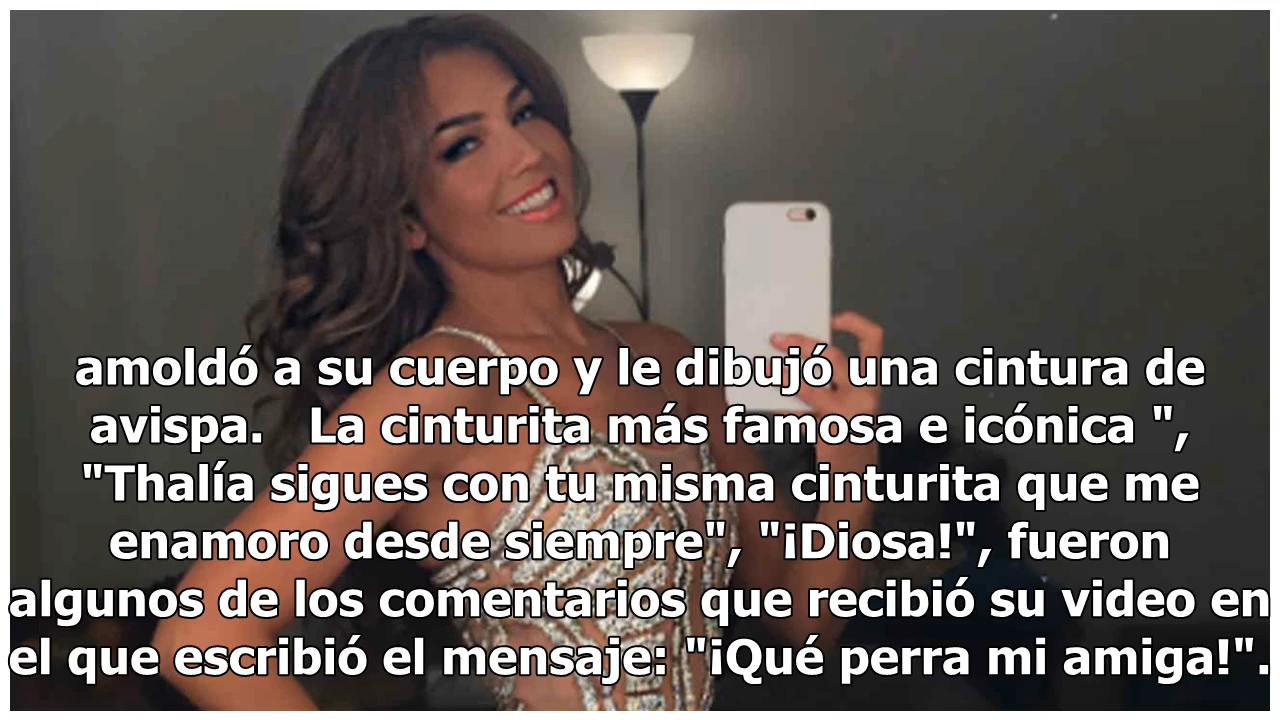 amoldó a su cuerpo y le dibujó una cintura de
avispa.   La cinturita más famosa e icónica ",
"Thalía sigues con tu misma cinturita que me
enamoro desde siempre", "¡Diosa!", fueron
algunos de los comentarios que recibió su video en
el que escribió el mensaje: "¡Qué perra mi amiga!".